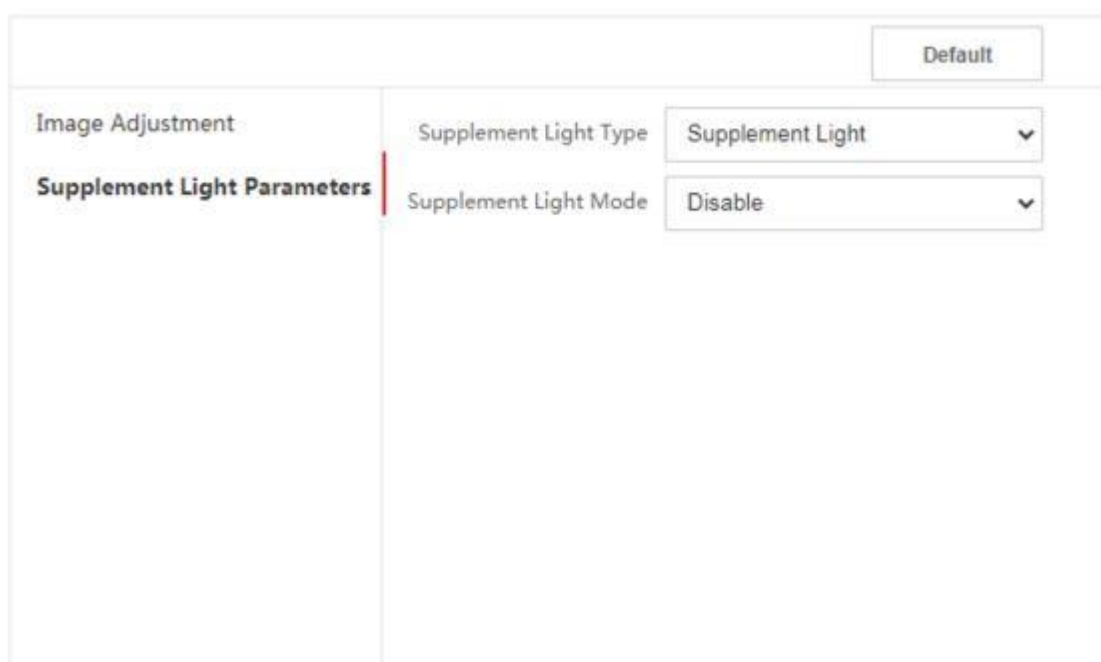 Default
Image Adjustment
Supplement Light Parameters
Supplement Light Type
Supplement Light
Supplement Light Mode
Disable